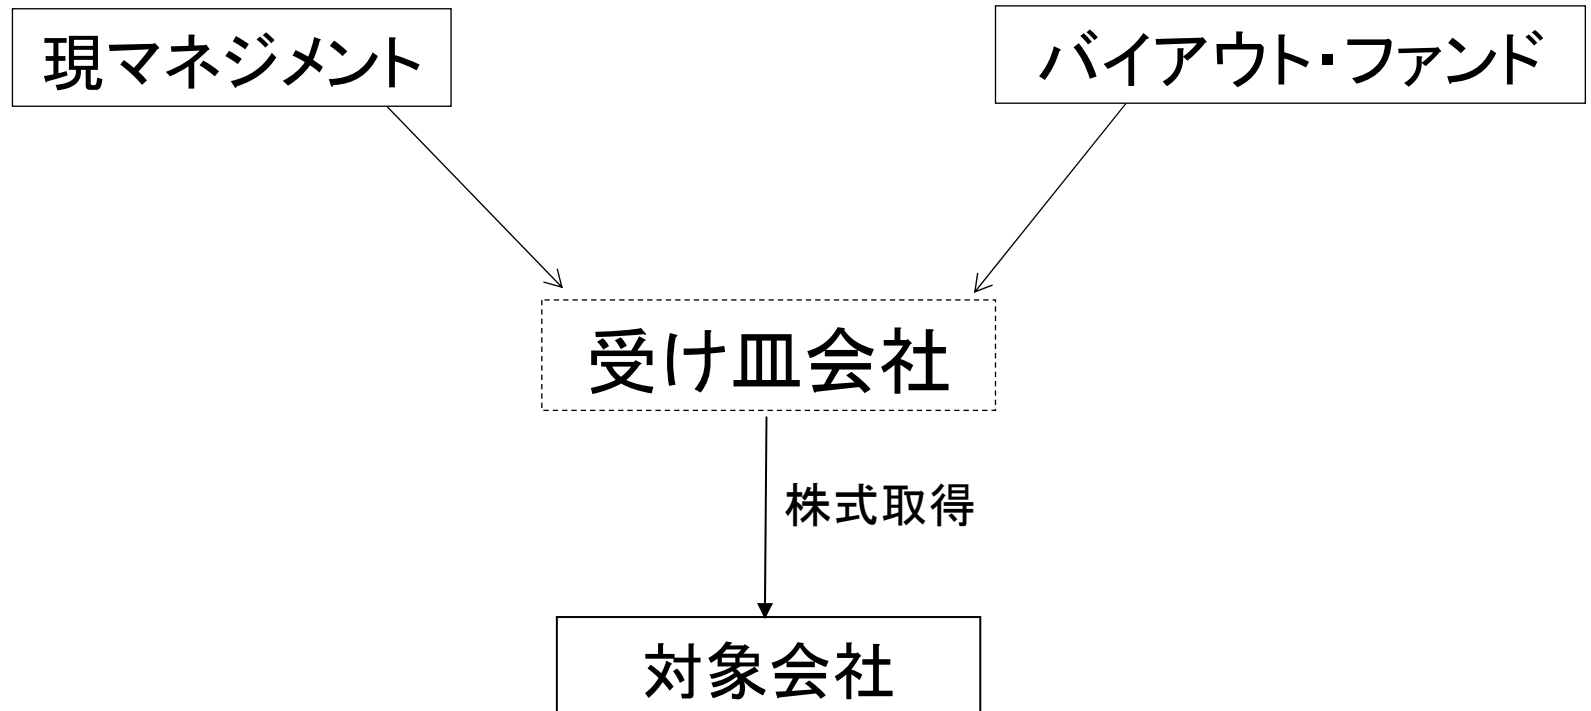 現マネジメント
バイアウト・ファンド
受け皿会社
株式取得
対象会社